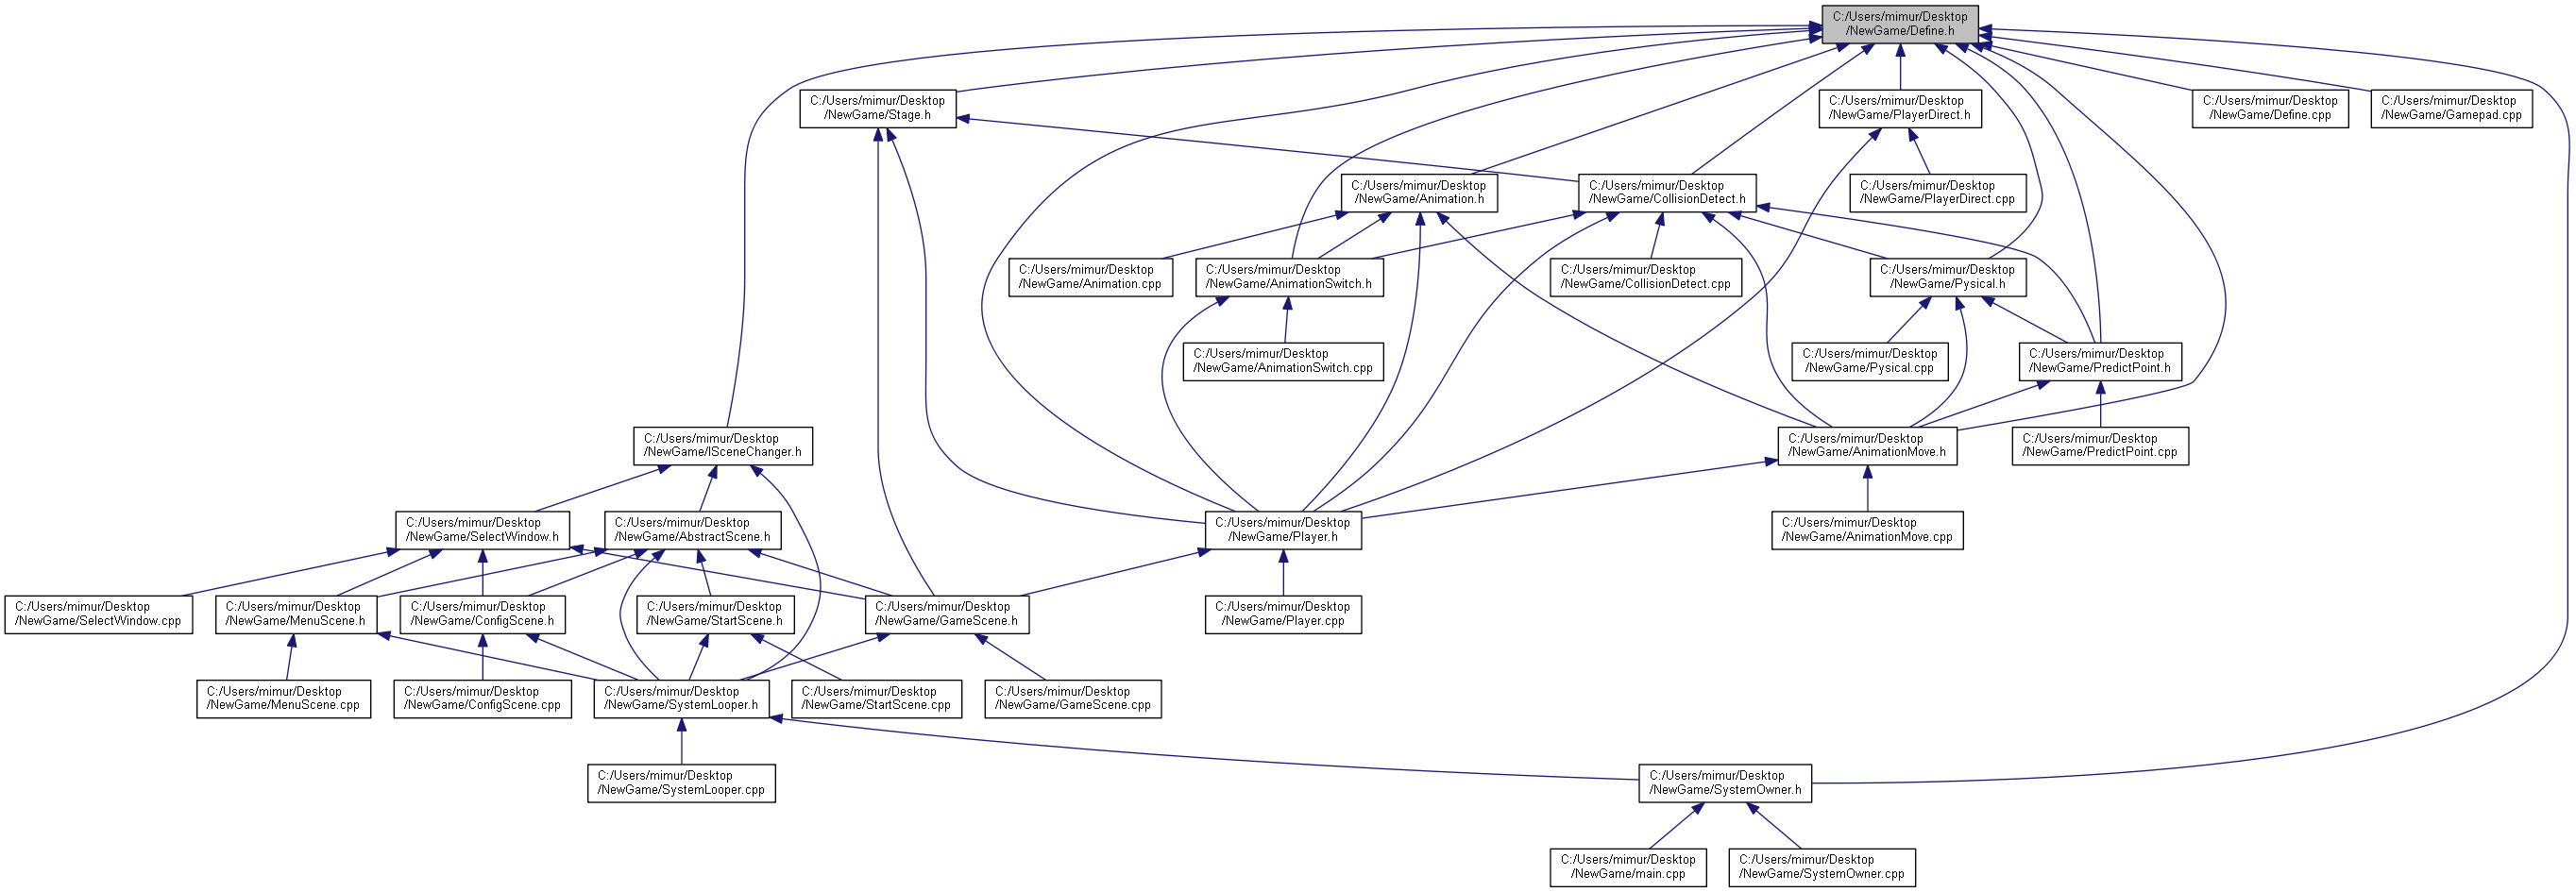 C:/Users/mimur/Desktop
/NewGame/Define.h
C:/Users/mimur/Desktop
/NewGame/Stage.h
C:/Users/mimur/Desktop
/NewGame/PlayerDirect.h
C:/Users/mimur/Desktop
/NewGame/Define.cpp
C:/Users/mimur/Desktop
/NewGame/Gamepad.cpp
C:/Users/mimur/Desktop
/NewGame/Animation.h
C:/Users/mimur/Desktop
/NewGame/CollisionDetect.h
C:/Users/mimur/Desktop
/NewGame/PlayerDirect.cpp
C:/Users/mimur/Desktop
/NewGame/Animation.cpp
C:/Users/mimur/Desktop
/NewGame/AnimationSwitch.h
C:/Users/mimur/Desktop
/NewGame/CollisionDetect.cpp
C:/Users/mimur/Desktop
/NewGame/Pysical.h
C:/Users/mimur/Desktop
/NewGame/AnimationSwitch.cpp
C:/Users/mimur/Desktop
/NewGame/Pysical.cpp
C:/Users/mimur/Desktop
/NewGame/PredictPoint.h
C:/Users/mimur/Desktop
/NewGame/ISceneChanger.h
C:/Users/mimur/Desktop
/NewGame/AnimationMove.h
C:/Users/mimur/Desktop
/NewGame/PredictPoint.cpp
C:/Users/mimur/Desktop
/NewGame/SelectWindow.h
C:/Users/mimur/Desktop
/NewGame/AbstractScene.h
C:/Users/mimur/Desktop
/NewGame/Player.h
C:/Users/mimur/Desktop
/NewGame/AnimationMove.cpp
C:/Users/mimur/Desktop
/NewGame/SelectWindow.cpp
C:/Users/mimur/Desktop
/NewGame/MenuScene.h
C:/Users/mimur/Desktop
/NewGame/ConfigScene.h
C:/Users/mimur/Desktop
/NewGame/StartScene.h
C:/Users/mimur/Desktop
/NewGame/GameScene.h
C:/Users/mimur/Desktop
/NewGame/Player.cpp
C:/Users/mimur/Desktop
/NewGame/MenuScene.cpp
C:/Users/mimur/Desktop
/NewGame/ConfigScene.cpp
C:/Users/mimur/Desktop
/NewGame/SystemLooper.h
C:/Users/mimur/Desktop
/NewGame/StartScene.cpp
C:/Users/mimur/Desktop
/NewGame/GameScene.cpp
C:/Users/mimur/Desktop
/NewGame/SystemLooper.cpp
C:/Users/mimur/Desktop
/NewGame/SystemOwner.h
C:/Users/mimur/Desktop
/NewGame/main.cpp
C:/Users/mimur/Desktop
/NewGame/SystemOwner.cpp